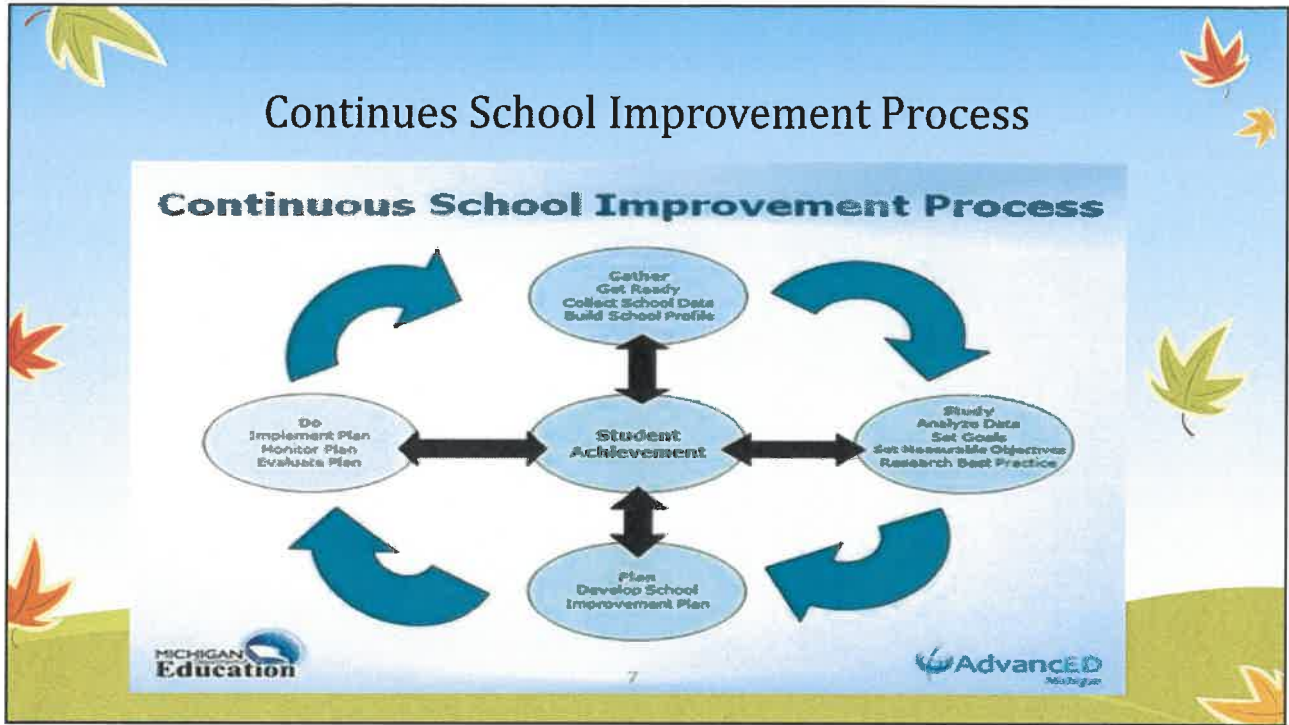 Continues School Improvement Process
Continuous School Improvement Process
Gather
Get Ready
Collect School Data
Build School Profile
Do
Implement Plan
Monitor Plan
Evaluate Plan
Student
Achievement
Study
Analyze Data
Set Goals
Set Measurable Objectives
Research Best Practice
Plan
Develop School
Improvement Plan
MICHIGAN
Education
7
AdvancED
Michigan